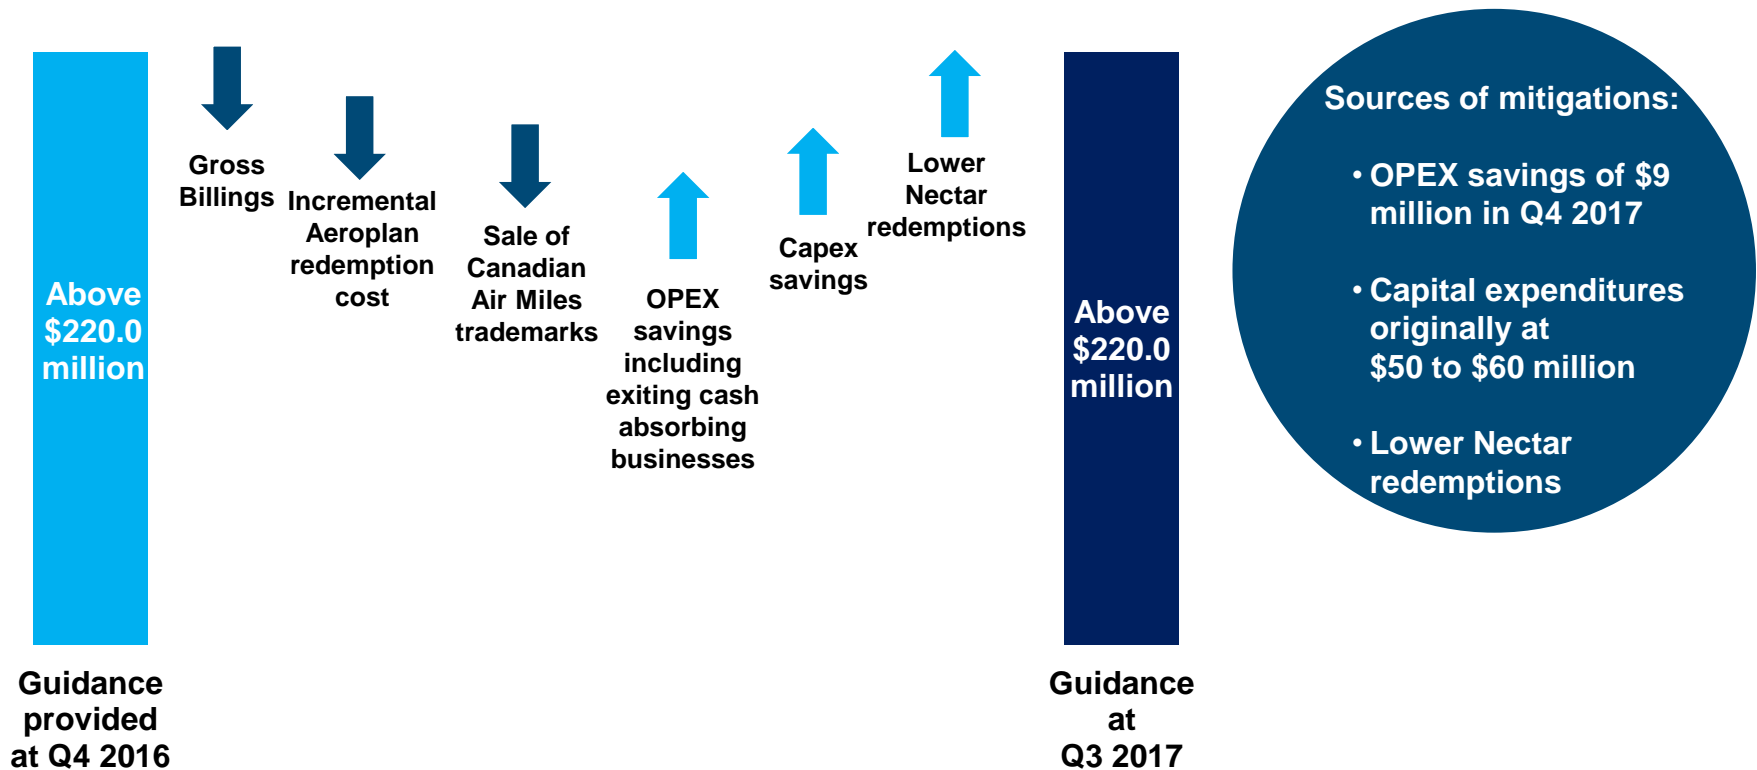 Above
$220.0
million
Guidance
provided
at Q4 2016
Gross
Billings
Incremental
Aeroplan
redemption
cost
Sale of
Canadian
Air Miles
trademarks
OPEX
savings
including
exiting cash
absorbing
businesses
Capex
savings
Lower
Nectar
redemptions
Above
$220.0
million
Guidance
at
Q3 2017
Sources of mitigations:
• OPEX savings of $9
million in Q4 2017
• Capital expenditures
originally at
$50 to $60 million
• Lower Nectar
redemptions